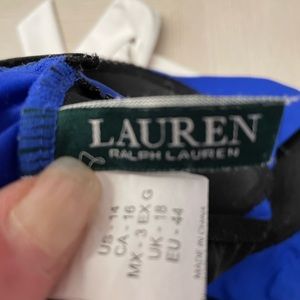 LAUREN
RALPH LAUREN
US - 14
CA - 16
MX - 3 EX G
UK - 18
EU - 44
MADE IN CHINA